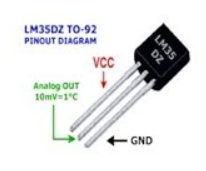 LM35DZ TO-92
PINOUT DIAGRAM
VCC
LM35
DZ
Analog OUT
10mV=1°C
GND